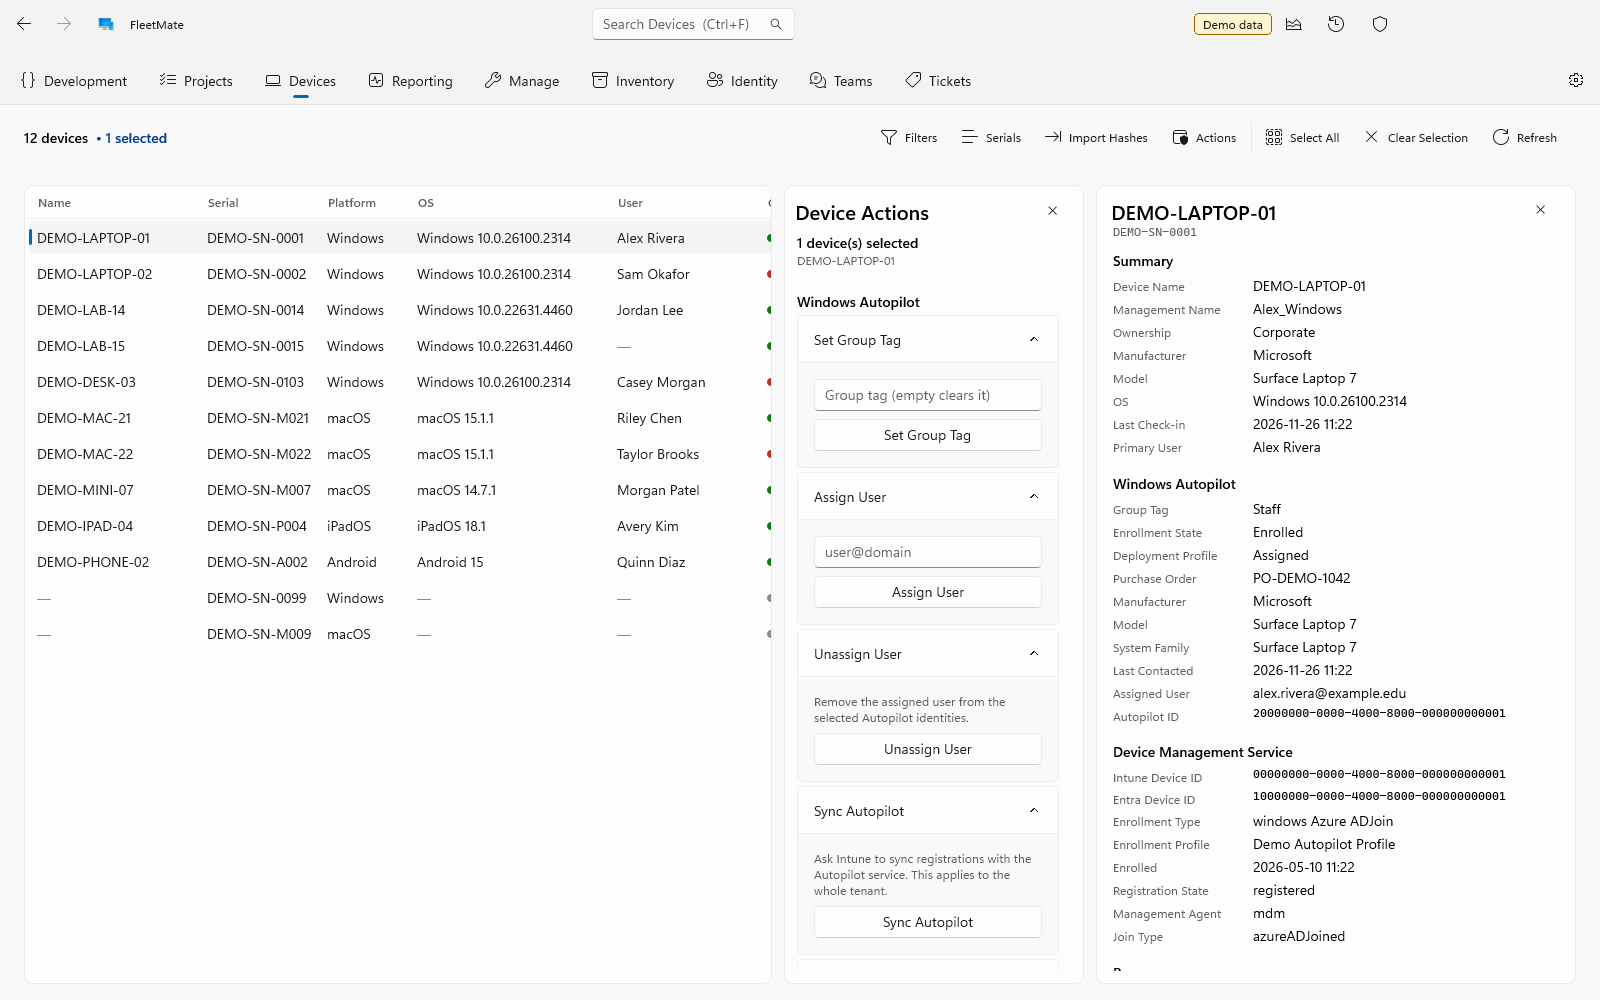 FleetMate
Search Devices (Ctrl+F)
Demo data
Development
Projects
Devices
Reporting
Manage
Inventory
Identity
Teams
Tickets
12 devices • 1 selected
Filters
Serials
Import Hashes
Actions
Select All
Clear Selection
Refresh
Name Serial Platform OS User
DEMO-LAPTOP-01 DEMO-SN-0001 Windows Windows 10.0.26100.2314 Alex Rivera
DEMO-LAPTOP-02 DEMO-SN-0002 Windows Windows 10.0.26100.2314 Sam Okafor
DEMO-LAB-14 DEMO-SN-0014 Windows Windows 10.0.22631.4460 Jordan Lee
DEMO-LAB-15 DEMO-SN-0015 Windows Windows 10.0.22631.4460 —
DEMO-DESK-03 DEMO-SN-0103 Windows Windows 10.0.26100.2314 Casey Morgan
DEMO-MAC-21 DEMO-SN-M021 macOS macOS 15.1.1 Riley Chen
DEMO-MAC-22 DEMO-SN-M022 macOS macOS 15.1.1 Taylor Brooks
DEMO-MINI-07 DEMO-SN-M007 macOS macOS 14.7.1 Morgan Patel
DEMO-IPAD-04 DEMO-SN-P004 iPadOS iPadOS 18.1 Avery Kim
DEMO-PHONE-02 DEMO-SN-A002 Android Android 15 Quinn Diaz
— DEMO-SN-0099 Windows — —
— DEMO-SN-M009 macOS — —
Device Actions
1 device(s) selected
DEMO-LAPTOP-01
Windows Autopilot
Set Group Tag
Group tag (empty clears it)
Set Group Tag
Assign User
user@domain
Assign User
Unassign User
Remove the assigned user from the
selected Autopilot identities.
Unassign User
Sync Autopilot
Ask Intune to sync registrations with the
Autopilot service. This applies to the
whole tenant.
Sync Autopilot
DEMO-LAPTOP-01
DEMO-SN-0001
Summary
Device Name DEMO-LAPTOP-01
Management Name Alex_Windows
Ownership Corporate
Manufacturer Microsoft
Model Surface Laptop 7
OS Windows 10.0.26100.2314
Last Check-in 2026-11-26 11:22
Primary User Alex Rivera
Windows Autopilot
Group Tag Staff
Enrollment State Enrolled
Deployment Profile Assigned
Purchase Order PO-DEMO-1042
Manufacturer Microsoft
Model Surface Laptop 7
System Family Surface Laptop 7
Last Contacted 2026-11-26 11:22
Assigned User alex.rivera@example.edu
Autopilot ID 20000000-0000-4000-8000-000000000001
Device Management Service
Intune Device ID 00000000-0000-4000-8000-000000000001
Entra Device ID 10000000-0000-4000-8000-000000000001
Enrollment Type windows Azure ADJoin
Enrollment Profile Demo Autopilot Profile
Enrolled 2026-05-10 11:22
Registration State registered
Management Agent mdm
Join Type azureADJoined